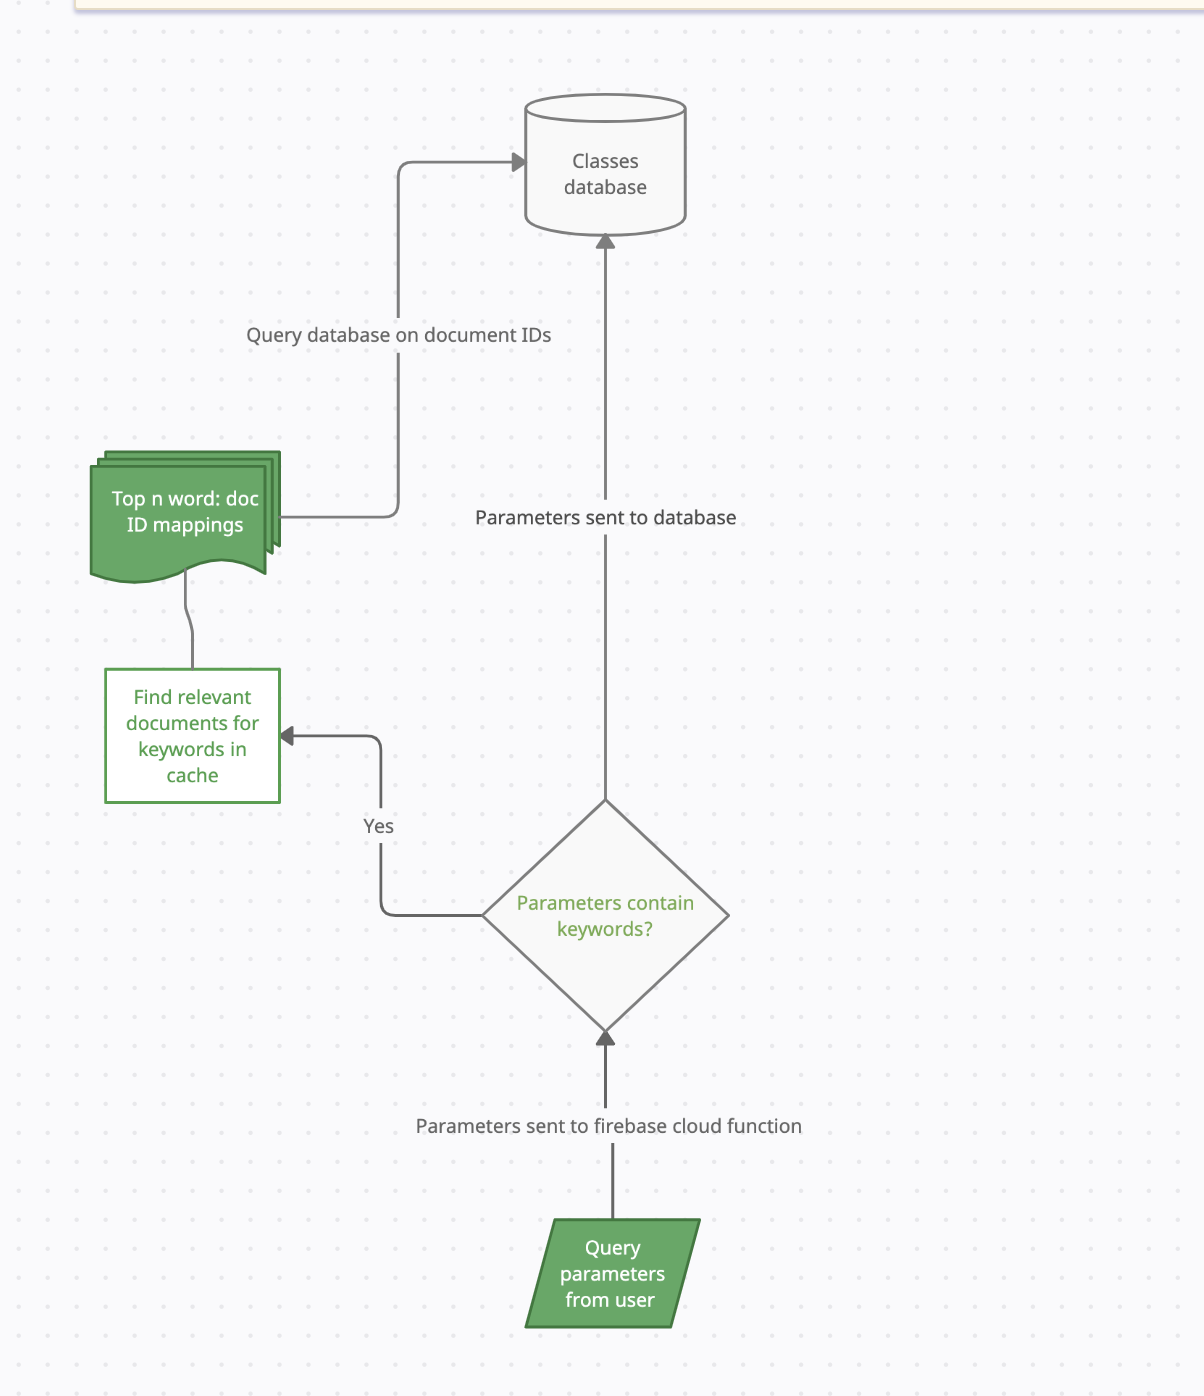 Classes
database
Query database on document IDs
Top n word: doc
ID mappings
Parameters sent to database
Find relevant
documents for
keywords in
cache
Yes
Parameters contain
keywords?
Parameters sent to firebase cloud function
Query
parameters
from user